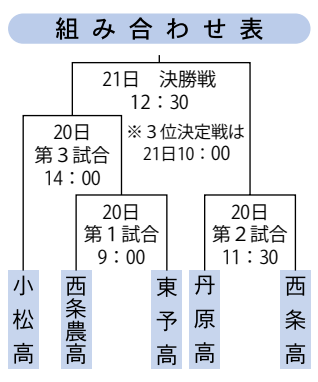 組み合わせ表
21日　決勝戦
12：30
20日
第３試合
14：00
※３位決定戦は
21日10：00
20日
第１試合
9：00
20日
第２試合
11：30
小松高
西条農高
東予高
丹原高
西条高